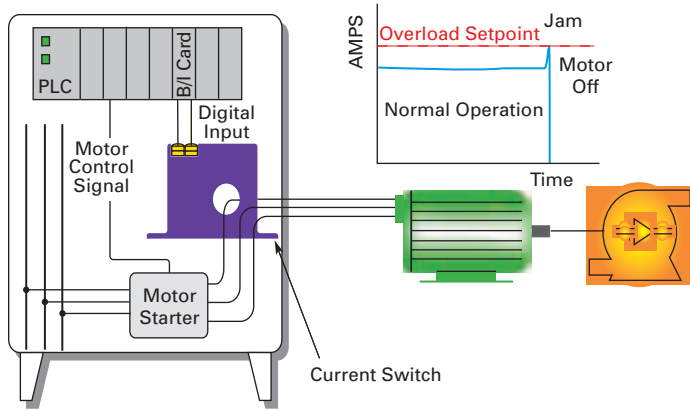 PLC
B/I Card
Digital
Input
Motor
Control
Signal
Motor
Starter
Current Switch
AMPS
Overload Setpoint
Jam
Motor
Off
Normal Operation
Time